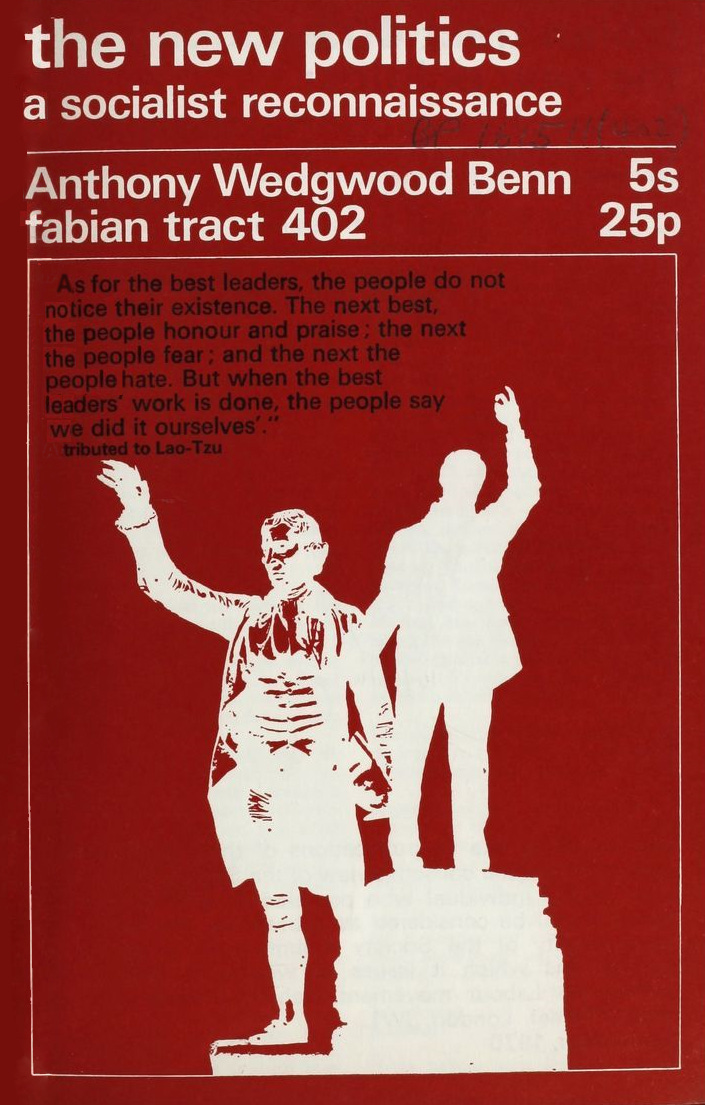 the new politics
a socialist reconnaissance
Anthony Wedgwood Benn 5s
fabian tract 402 25p
As for the best leaders, the people do not
notice their existence. The next best,
the people honour and praise; the next
the people fear; and the next the
people hate. But when the best
leaders' work is done, the people say
'we did it ourselves'."
Attributed to Lao-Tzu